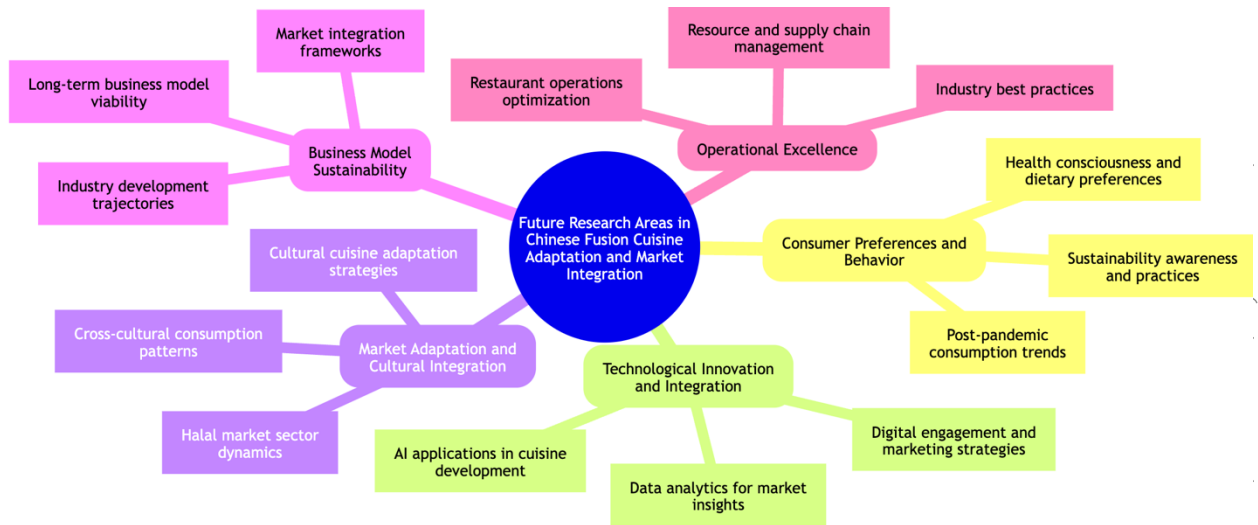 Future Research Areas in
Chinese Fusion Cuisine
Adaptation and Market
Integration
Business Model
Sustainability
Market integration
frameworks
Long-term business model
viability
Industry development
trajectories
Operational Excellence
Resource and supply chain
management
Restaurant operations
optimization
Industry best practices
Consumer Preferences and
Behavior
Health consciousness and
dietary preferences
Sustainability awareness
and practices
Post-pandemic
consumption trends
Technological Innovation
and Integration
AI applications in cuisine
development
Data analytics for market
insights
Digital engagement and
marketing strategies
Market Adaptation and
Cultural Integration
Cultural cuisine adaptation
strategies
Cross-cultural consumption
patterns
Halal market sector
dynamics